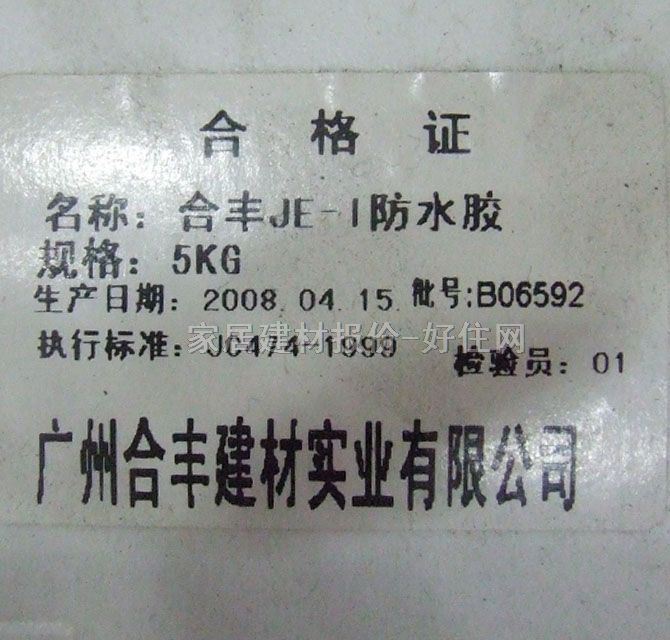 合格证
名称：合丰JE-I防水胶
规格：5KG
生产日期：2008.04.15.批号:B06592
执行标准：JC474-1999 检验员：01
家居建材报价-好住网
广州合丰建材实业有限公司